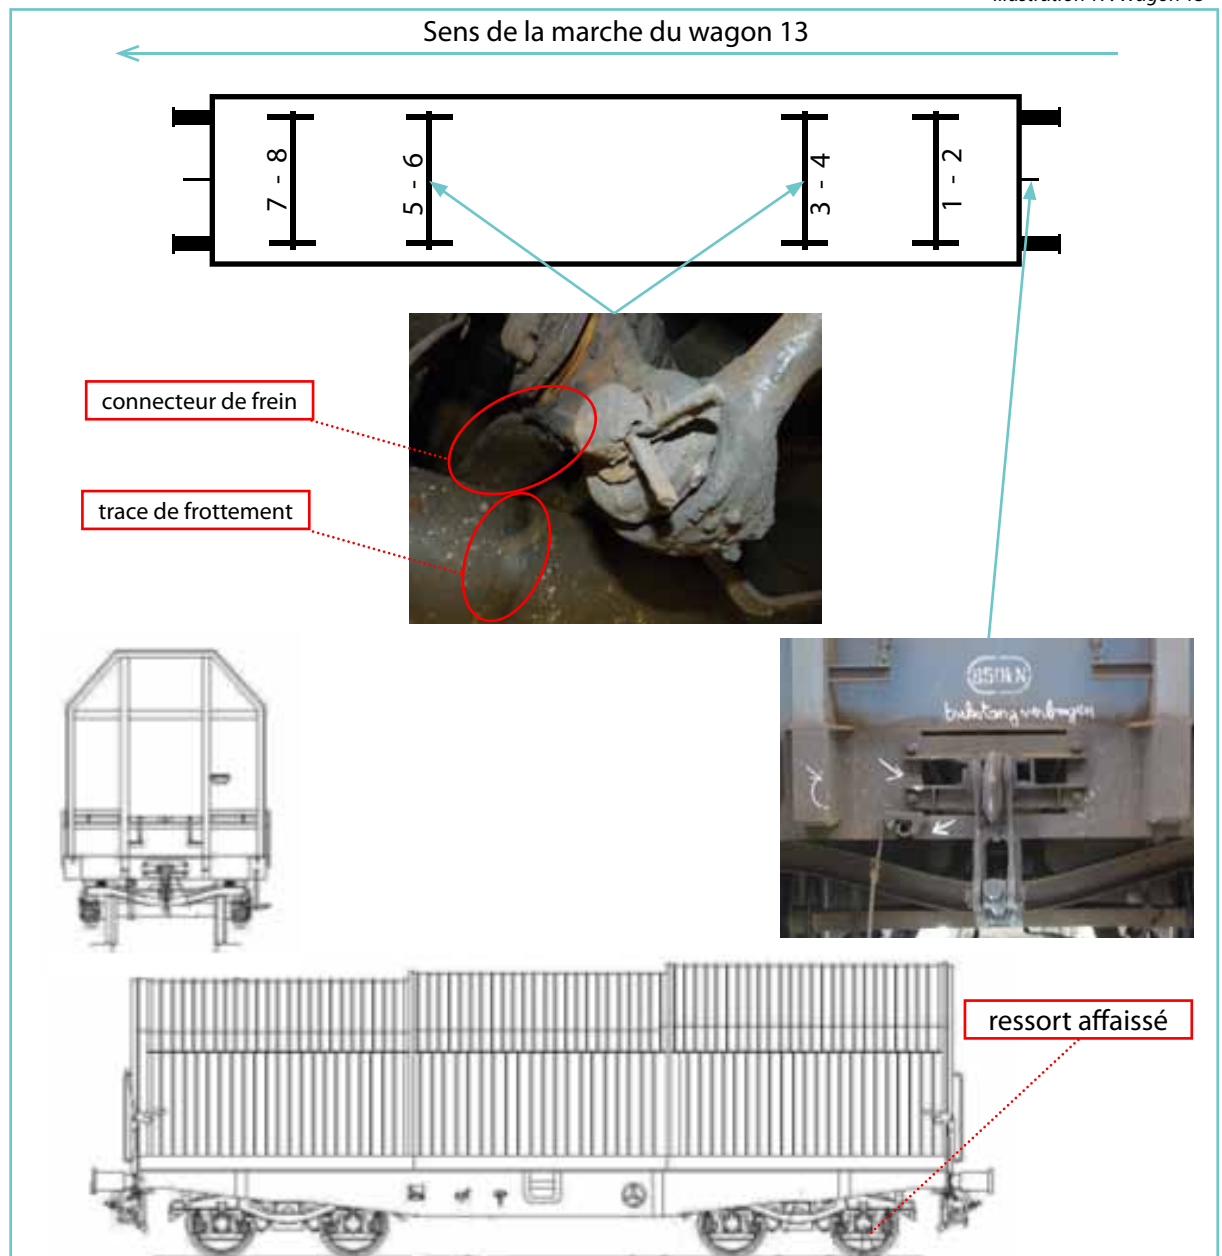 Sens de la marche du wagon 13
7 - 8
5 - 6
3 - 4
1 - 2
connecteur de frein
trace de frottement
850kN
ressort affaissé